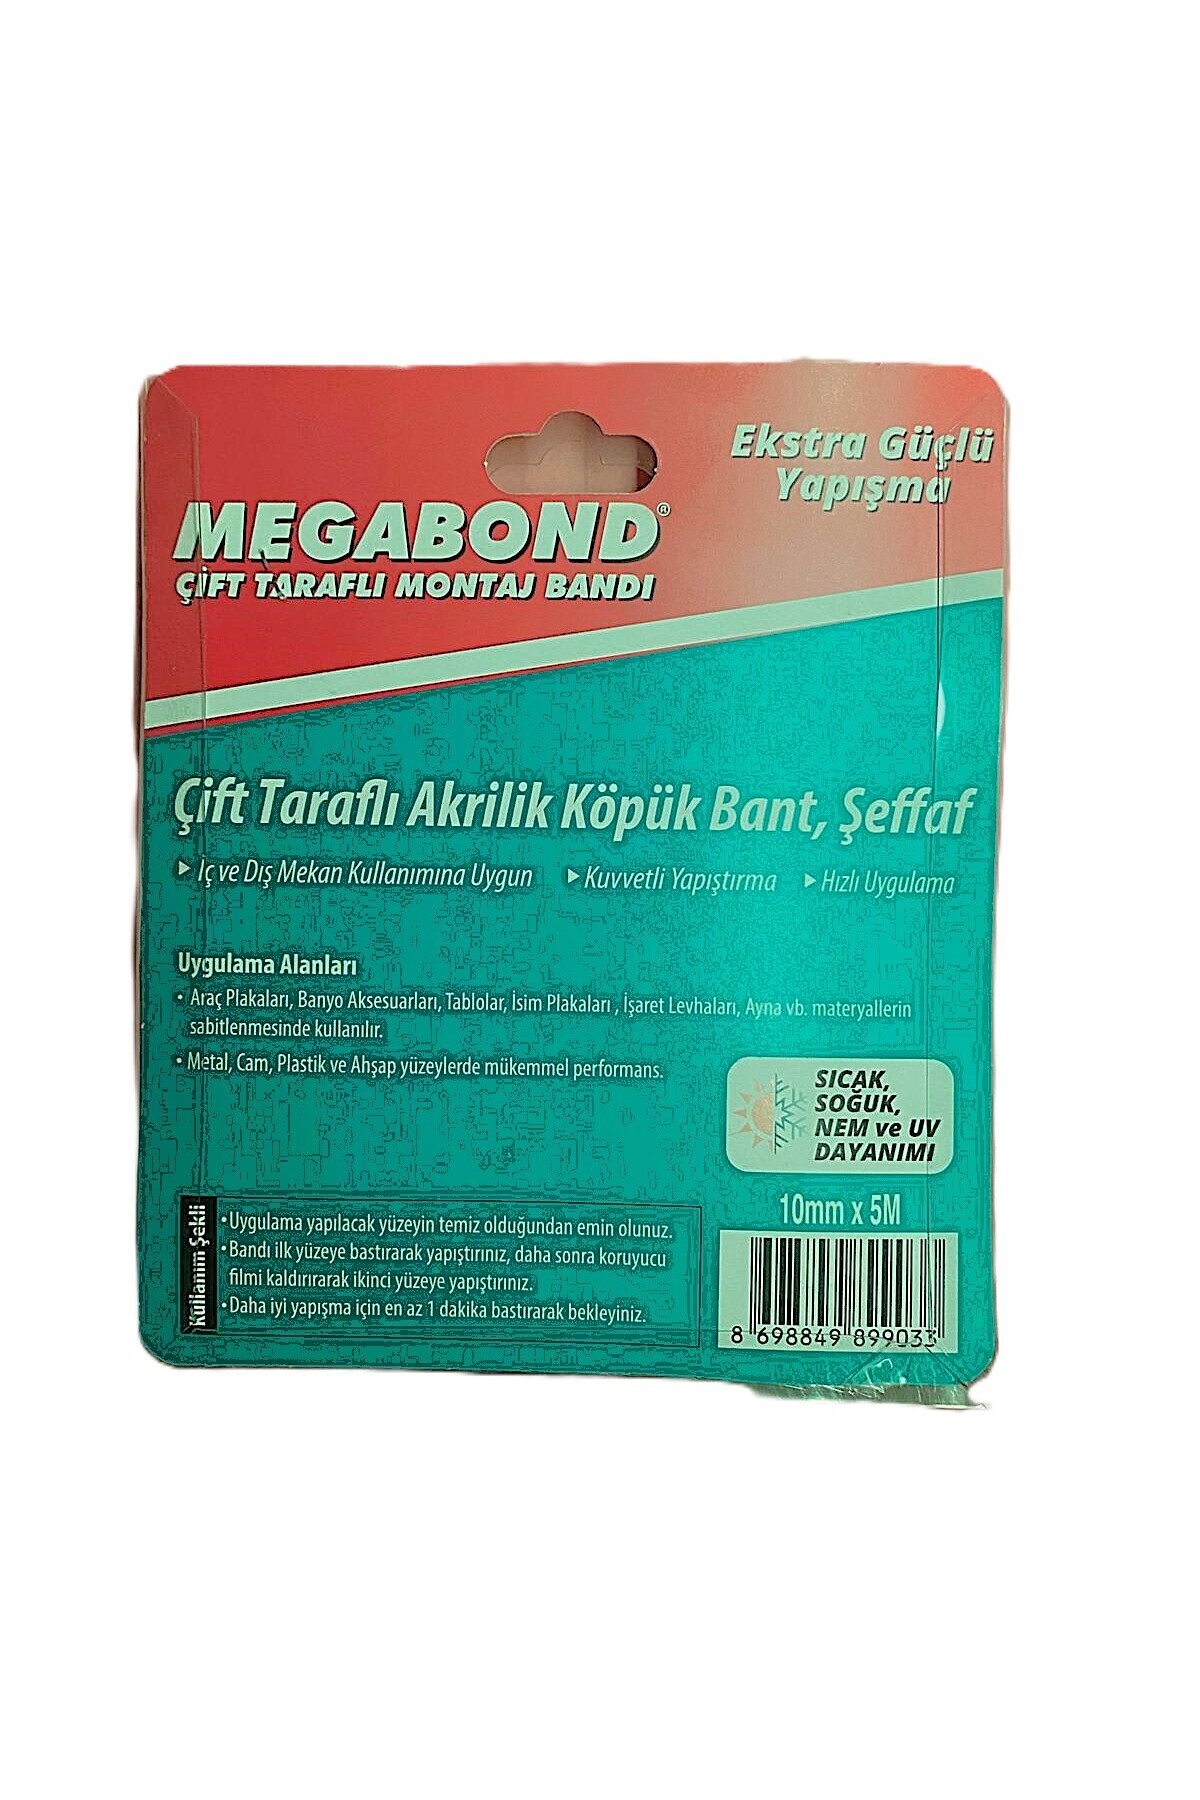 Ekstra Güçlü
Yapışma
MEGABOND®
ÇİFT TARAFLI MONTAJ BANDI
Çift Taraflı Akrilik Köpük Bant, Şeffaf
İç ve Dış Mekan Kullanımına Uygun Kuvvetli Yapıştırma Hızlı Uygulama
Uygulama Alanları
• Araç Plakaları, Banyo Aksesuarları, Tablolar, İsim Plakaları , İşaret Levhaları, Ayna vb. materyallerin
sabitlenmesinde kullanılır.
• Metal, Cam, Plastik ve Ahşap yüzeylerde mükemmel performans.
SICAK,
SOĞUK,
NEM ve UV
DAYANIMI
10mm x 5M
Kullanım Şekli
•Uygulama yapılacak yüzeyin temiz olduğundan emin olunuz.
•Bandı ilk yüzeye bastırarak yapıştırınız, daha sonra koruyucu
filmi kaldırırarak ikinci yüzeye yapıştırınız.
•Daha iyi yapışma için en az 1 dakika bastırarak bekleyiniz.
8 698849 899033